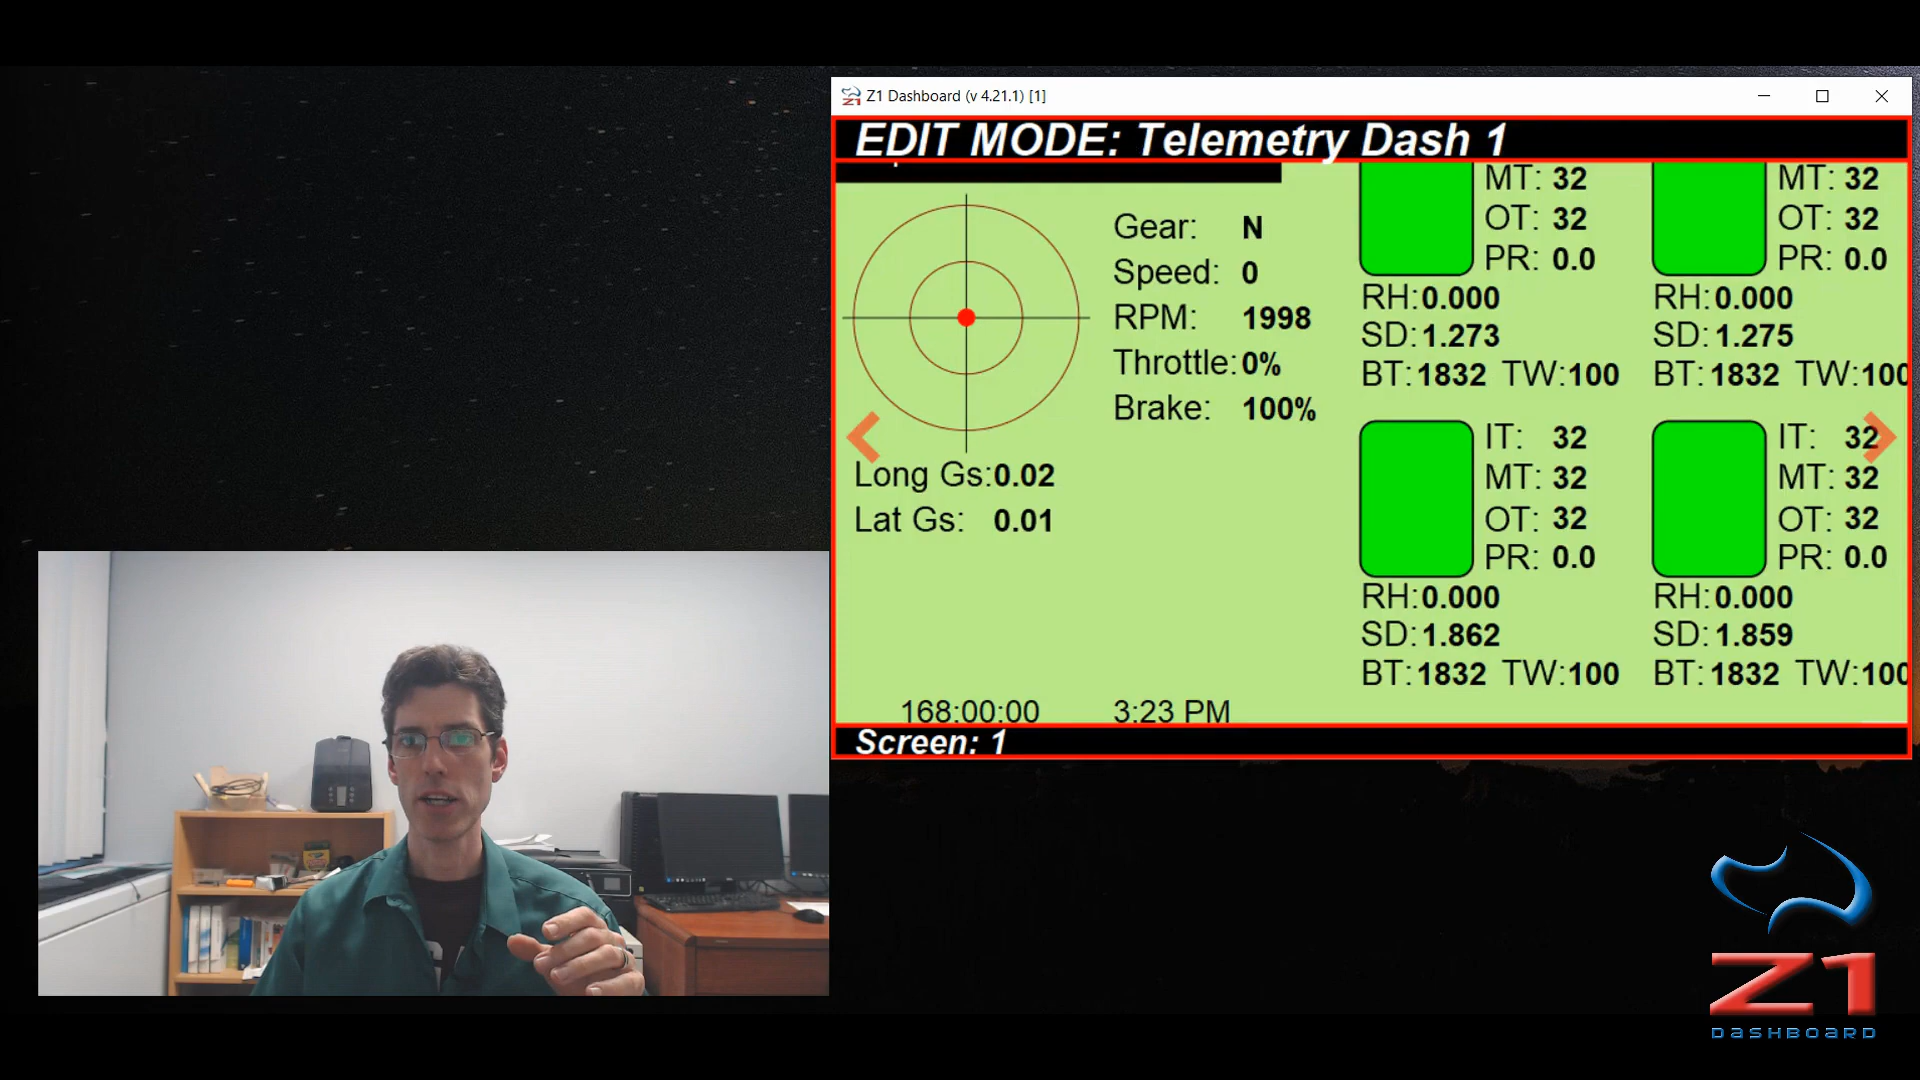 Z1 Dashboard (v 4.21.1) [1]
EDIT MODE: Telemetry Dash 1
Gear: N
Speed: 0
RPM: 1998
Throttle: 0%
Brake: 100%
Long Gs: 0.02
Lat Gs: 0.01
168:00:00 3:23 PM
MT: 32
OT: 32
PR: 0.0
RH: 0.000
SD: 1.273
BT: 1832 TW: 100
MT: 32
OT: 32
PR: 0.0
RH: 0.000
SD: 1.275
BT: 1832 TW: 100
IT: 32
MT: 32
OT: 32
PR: 0.0
RH: 0.000
SD: 1.862
BT: 1832 TW: 100
IT: 32
MT: 32
OT: 32
PR: 0.0
RH: 0.000
SD: 1.859
BT: 1832 TW: 100
Screen: 1
Z1
DASHBOARD